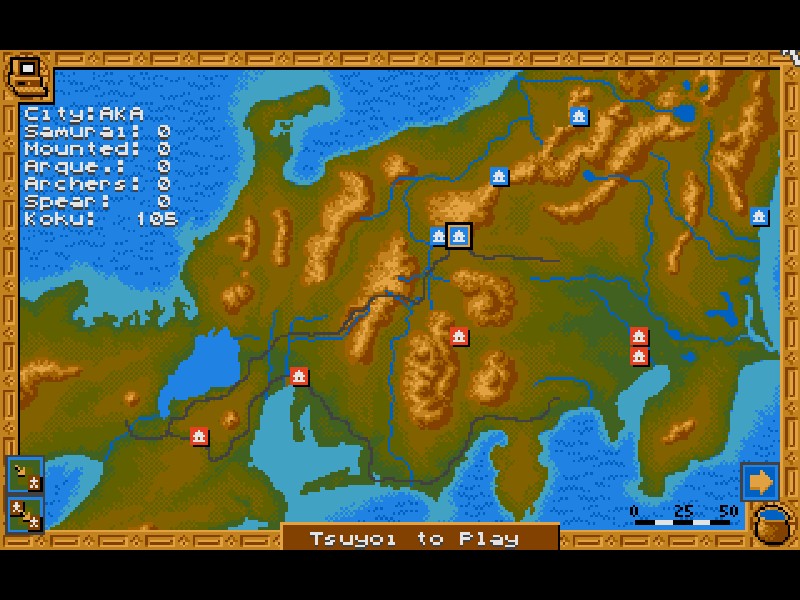 City:AKA
Samurai: 0
Mounted: 0
Arque.: 0
Archers: 0
Spear: 0
Koku: 105
0 25 50
Tsuyoi to Play